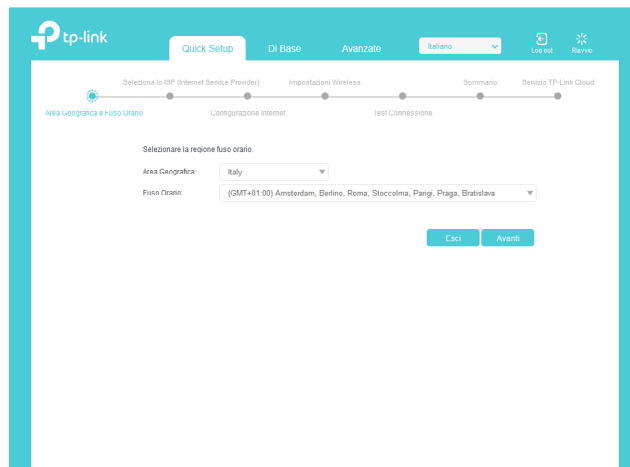 tp-link
Quick Setup
Di Base
Avanzate
Italiano
Log out
Riavvio
Seleziona lo ISP (Internet Service Provider)
Impostazioni Wireless
Sommario
Servizio TP-Link Cloud
Area Geografica e Fuso Orario
Configurazione Internet
Test Connessione
Selezionare la regione fuso orario.
Area Geografica:
Italy
Fuso Orario:
(GMT+01:00) Amsterdam, Berlino, Roma, Stoccolma, Parigi, Praga, Bratislava
Esci
Avanti